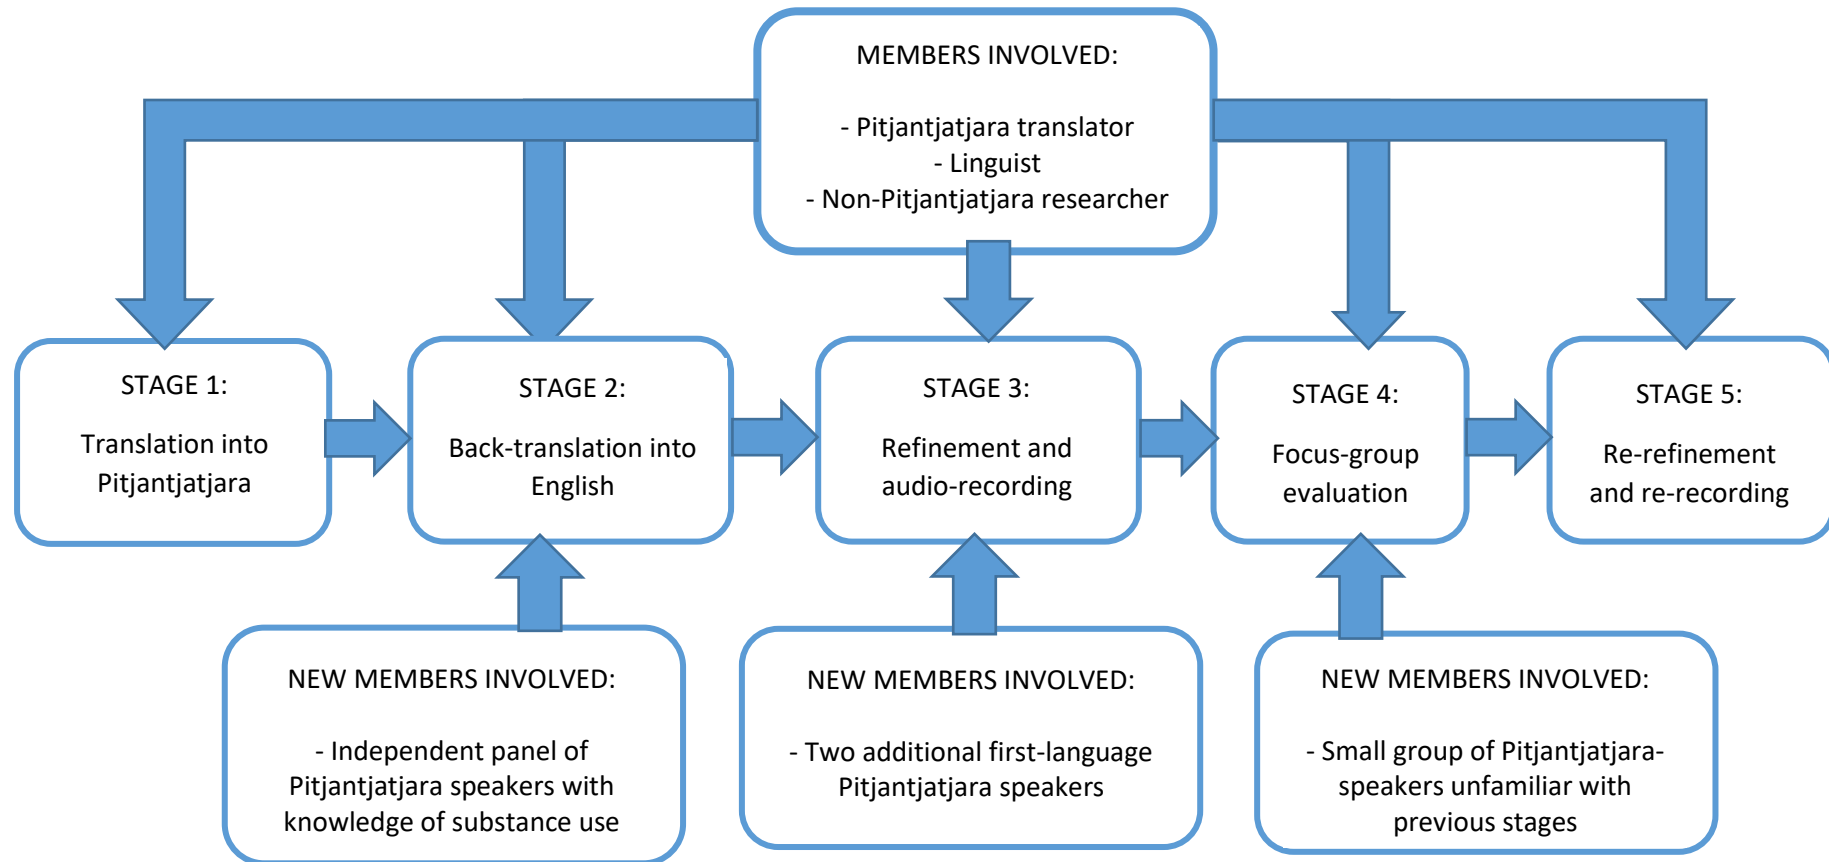 MEMBERS INVOLVED:
- Pitjantjatjara translator
- Linguist
- Non-Pitjantjatjara researcher
STAGE 1:
Translation into
Pitjantjatjara
STAGE 2:
Back-translation into
English
STAGE 3:
Refinement and
audio-recording
STAGE 4:
Focus-group
evaluation
STAGE 5:
Re-refinement
and re-recording
NEW MEMBERS INVOLVED:
- Independent panel of
Pitjantjatjara speakers with
knowledge of substance use
NEW MEMBERS INVOLVED:
- Two additional first-language
Pitjantjatjara speakers
NEW MEMBERS INVOLVED:
- Small group of Pitjantjatjara-
speakers unfamiliar with
previous stages